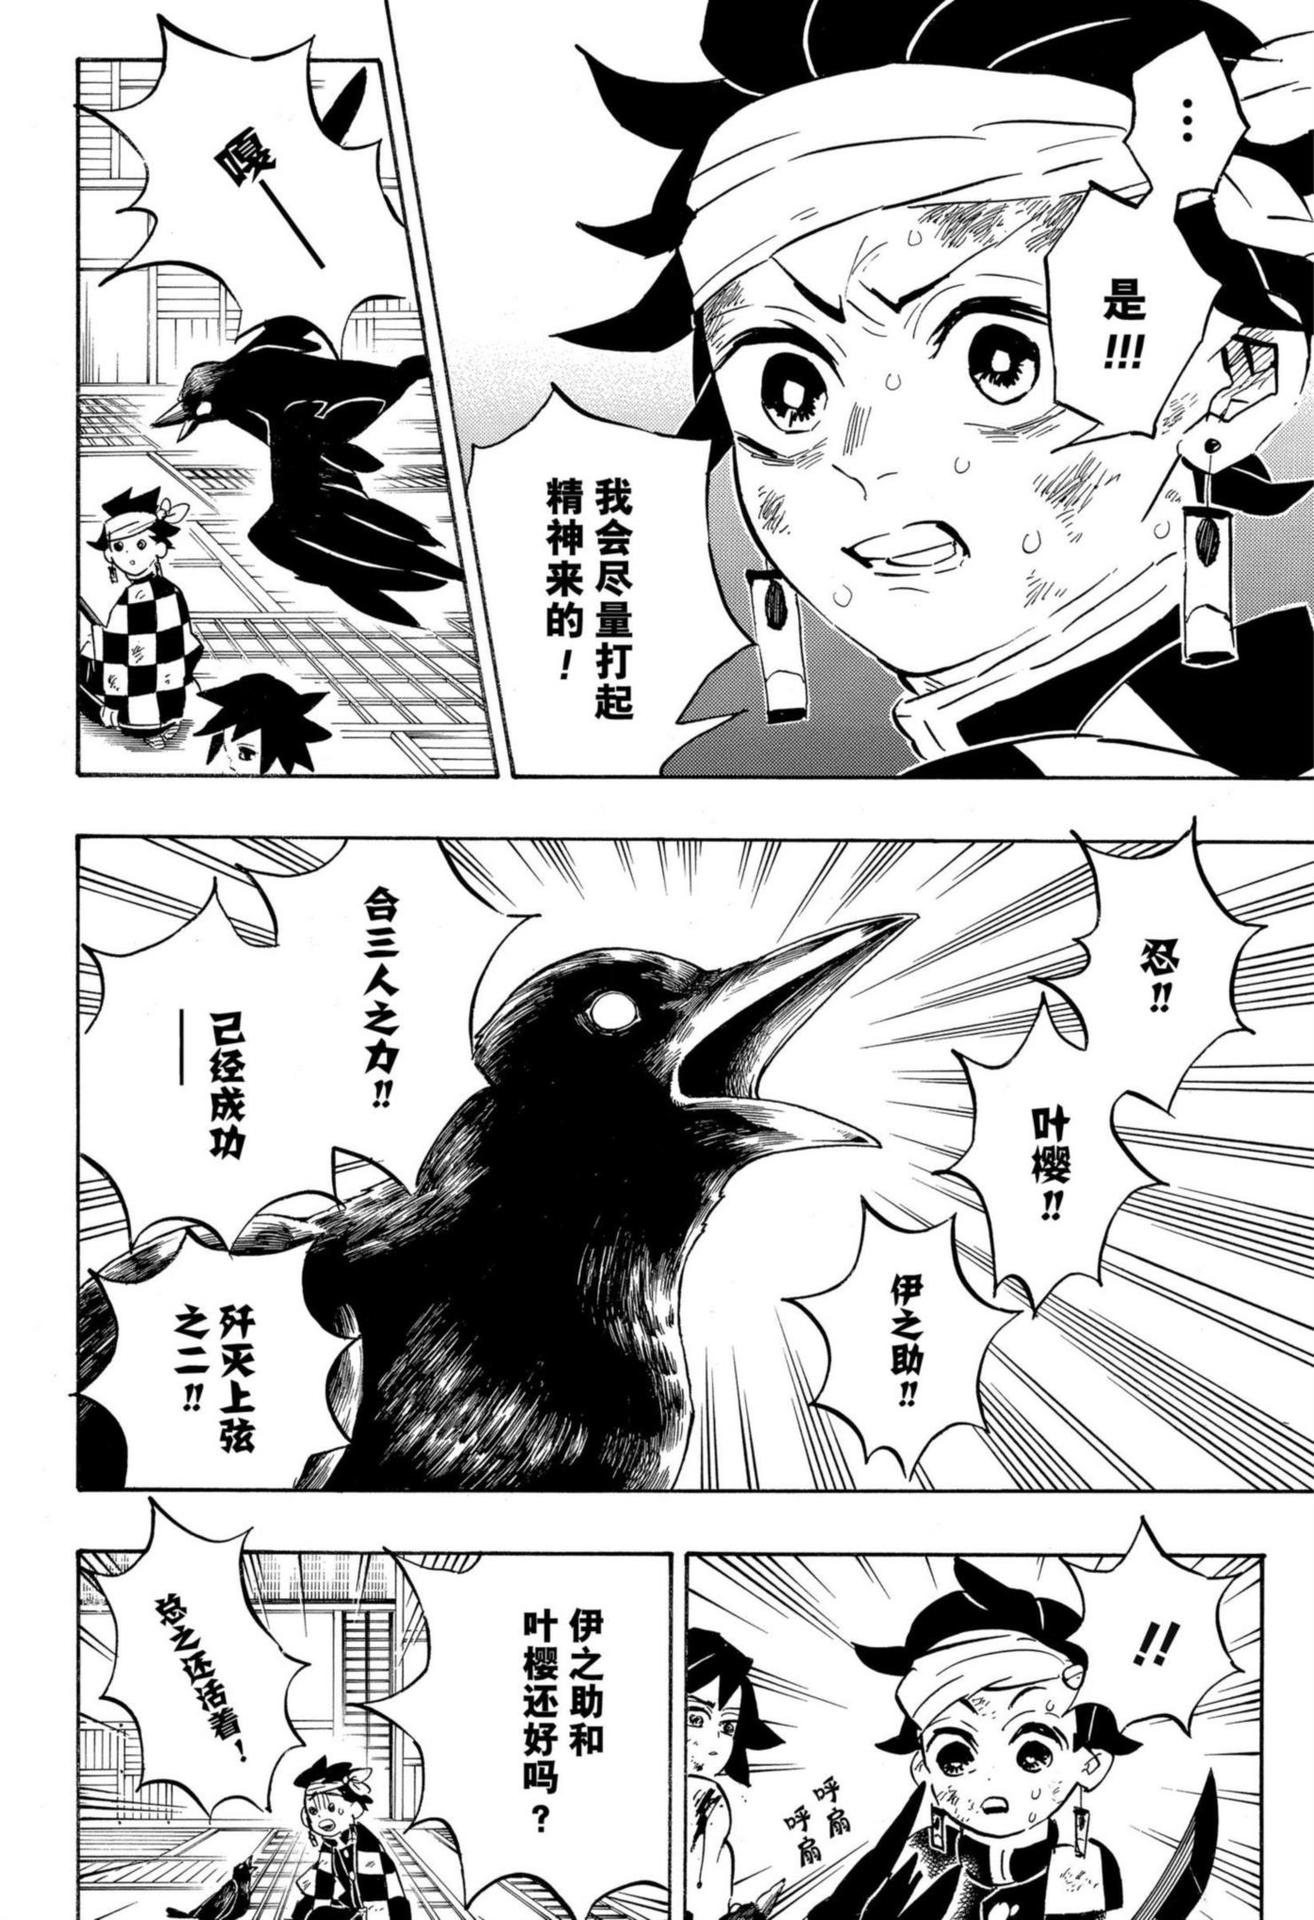 …
是!!!
我会尽量打起
精神来的！
嘎——
忍!!
叶樱!!
伊之助!!
合三人之力!!
已经成功
——
歼灭上弦
之二!!
!!
呼扇
呼扇
伊之助和
叶樱还好吗？
总之还活着！